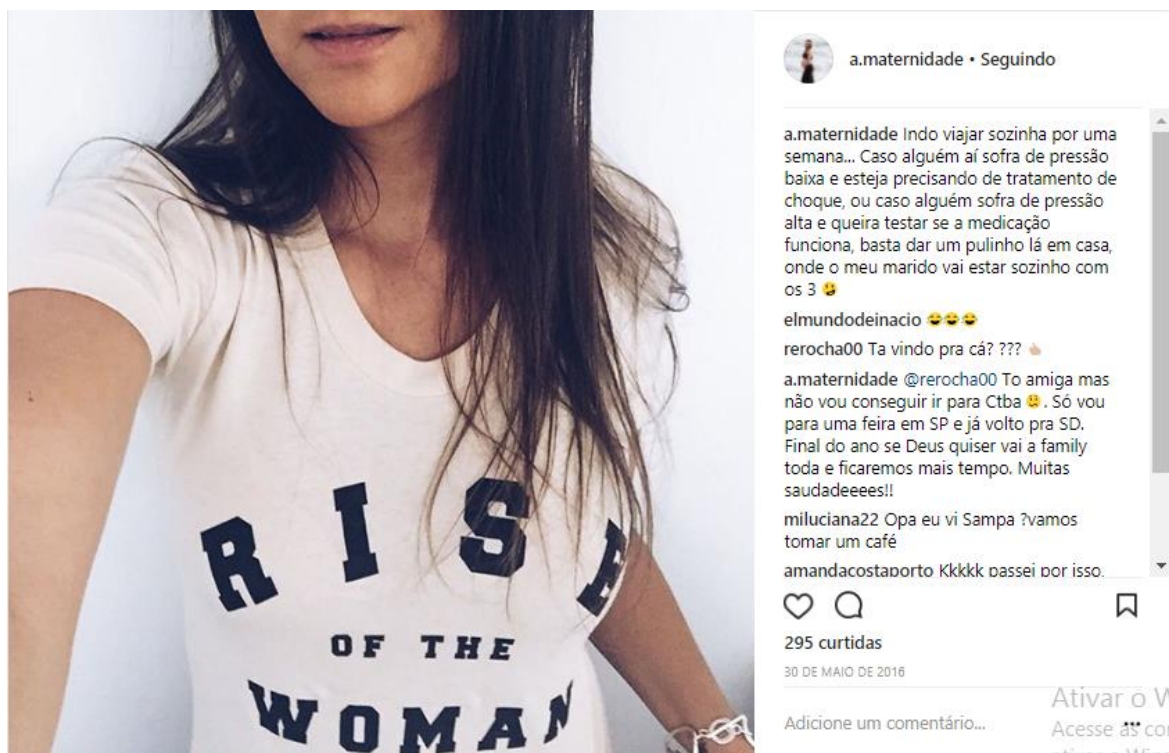 RISE
OF THE
WOMAN
a.maternidade • Seguindo
a.maternidade Indo viajar sozinha por uma
semana... Caso alguém aí sofra de pressão
baixa e esteja precisando de tratamento de
choque, ou caso alguém sofra de pressão
alta e queira testar se a medicação
funciona, basta dar um pulinho lá em casa,
onde o meu marido vai estar sozinho com
os 3
elmundodeinacio 😂😂😂
rerocha00 Ta vindo pra cá? ???
a.maternidade @rerocha00 To amiga mas
não vou conseguir ir para Ctba . Só vou
para uma feira em SP e já volto pra SD.
Final do ano se Deus quiser vai a family
toda e ficaremos mais tempo. Muitas
saudadeeees!!
miluciana22 Opa eu vi Sampa ?vamos
tomar um café
amandacostaporto Kkkkk passei por isso.
295 curtidas
30 DE MAIO DE 2016
Adicione um comentário...
Ativar o W
Acesse as co